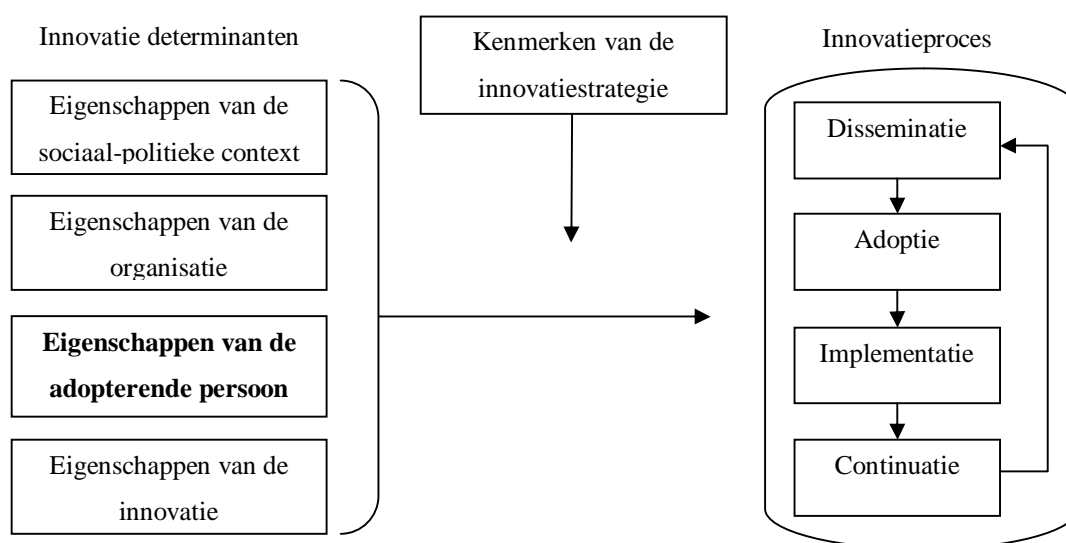 Innovatie determinanten
Eigenschappen van de
sociaal-politieke context
Eigenschappen van de
organisatie
Eigenschappen van de
adopterende persoon
Eigenschappen van de
innovatie
Kenmerken van de
innovatiestrategie
Innovatieproces
Disseminatie
Adoptie
Implementatie
Continuatie